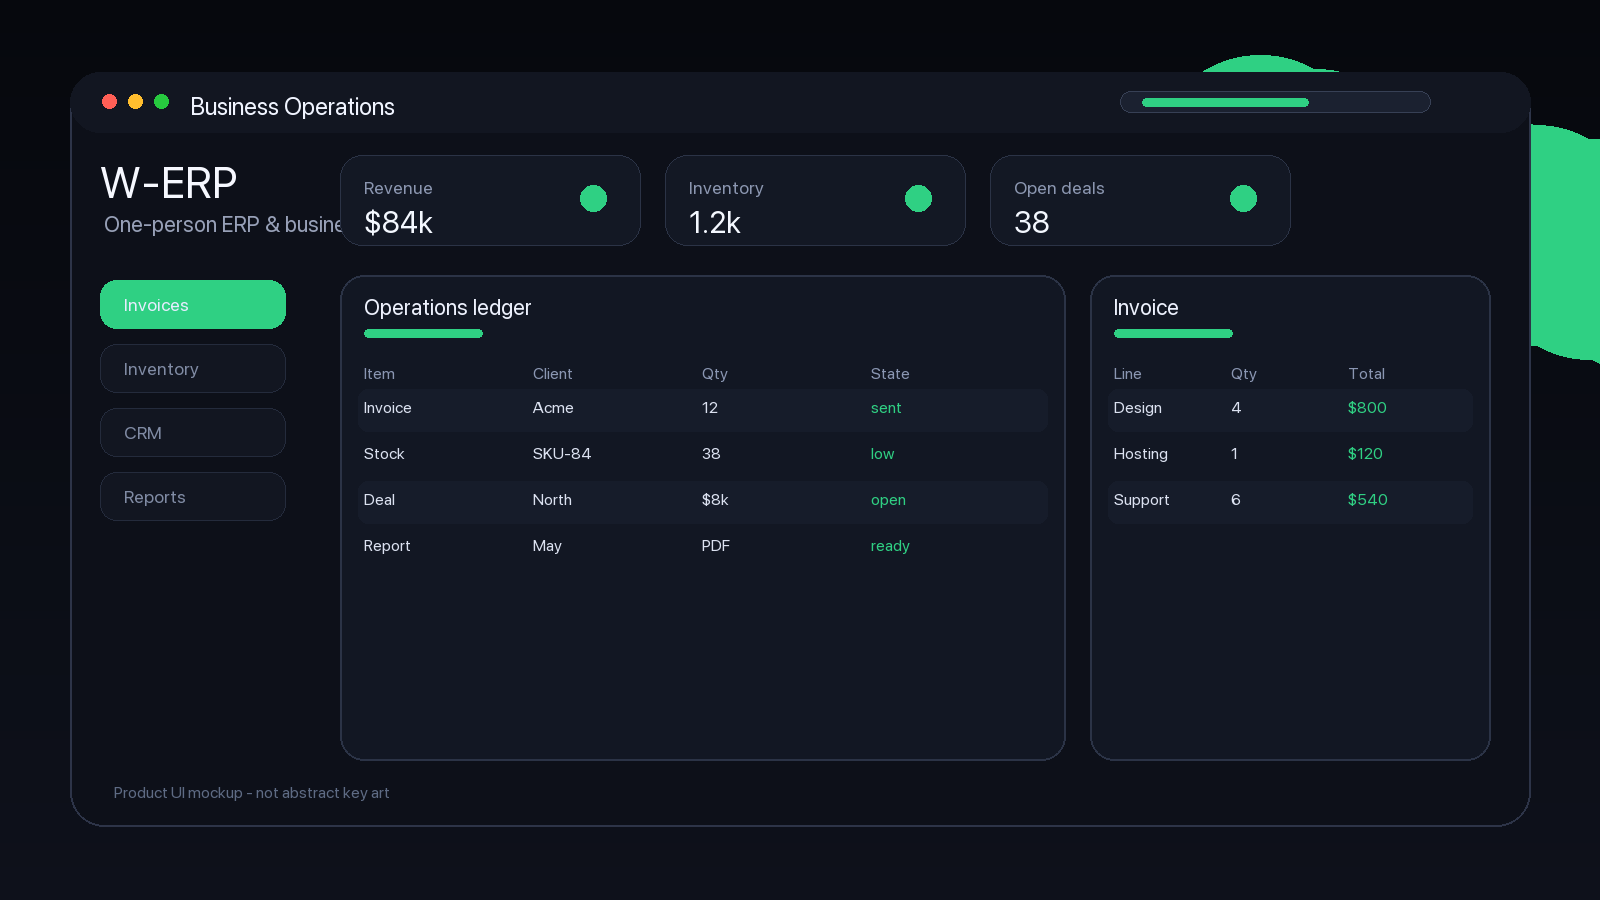 Business Operations
W-ERP
One-person ERP & busine
Revenue
$84k
Inventory
1.2k
Open deals
38
Invoices
Inventory
CRM
Reports
Operations ledger
Item Client Qty State
Invoice Acme 12 sent
Stock SKU-84 38 low
Deal North $8k open
Report May PDF ready
Invoice
Line Qty Total
Design 4 $800
Hosting 1 $120
Support 6 $540
Product UI mockup - not abstract key art